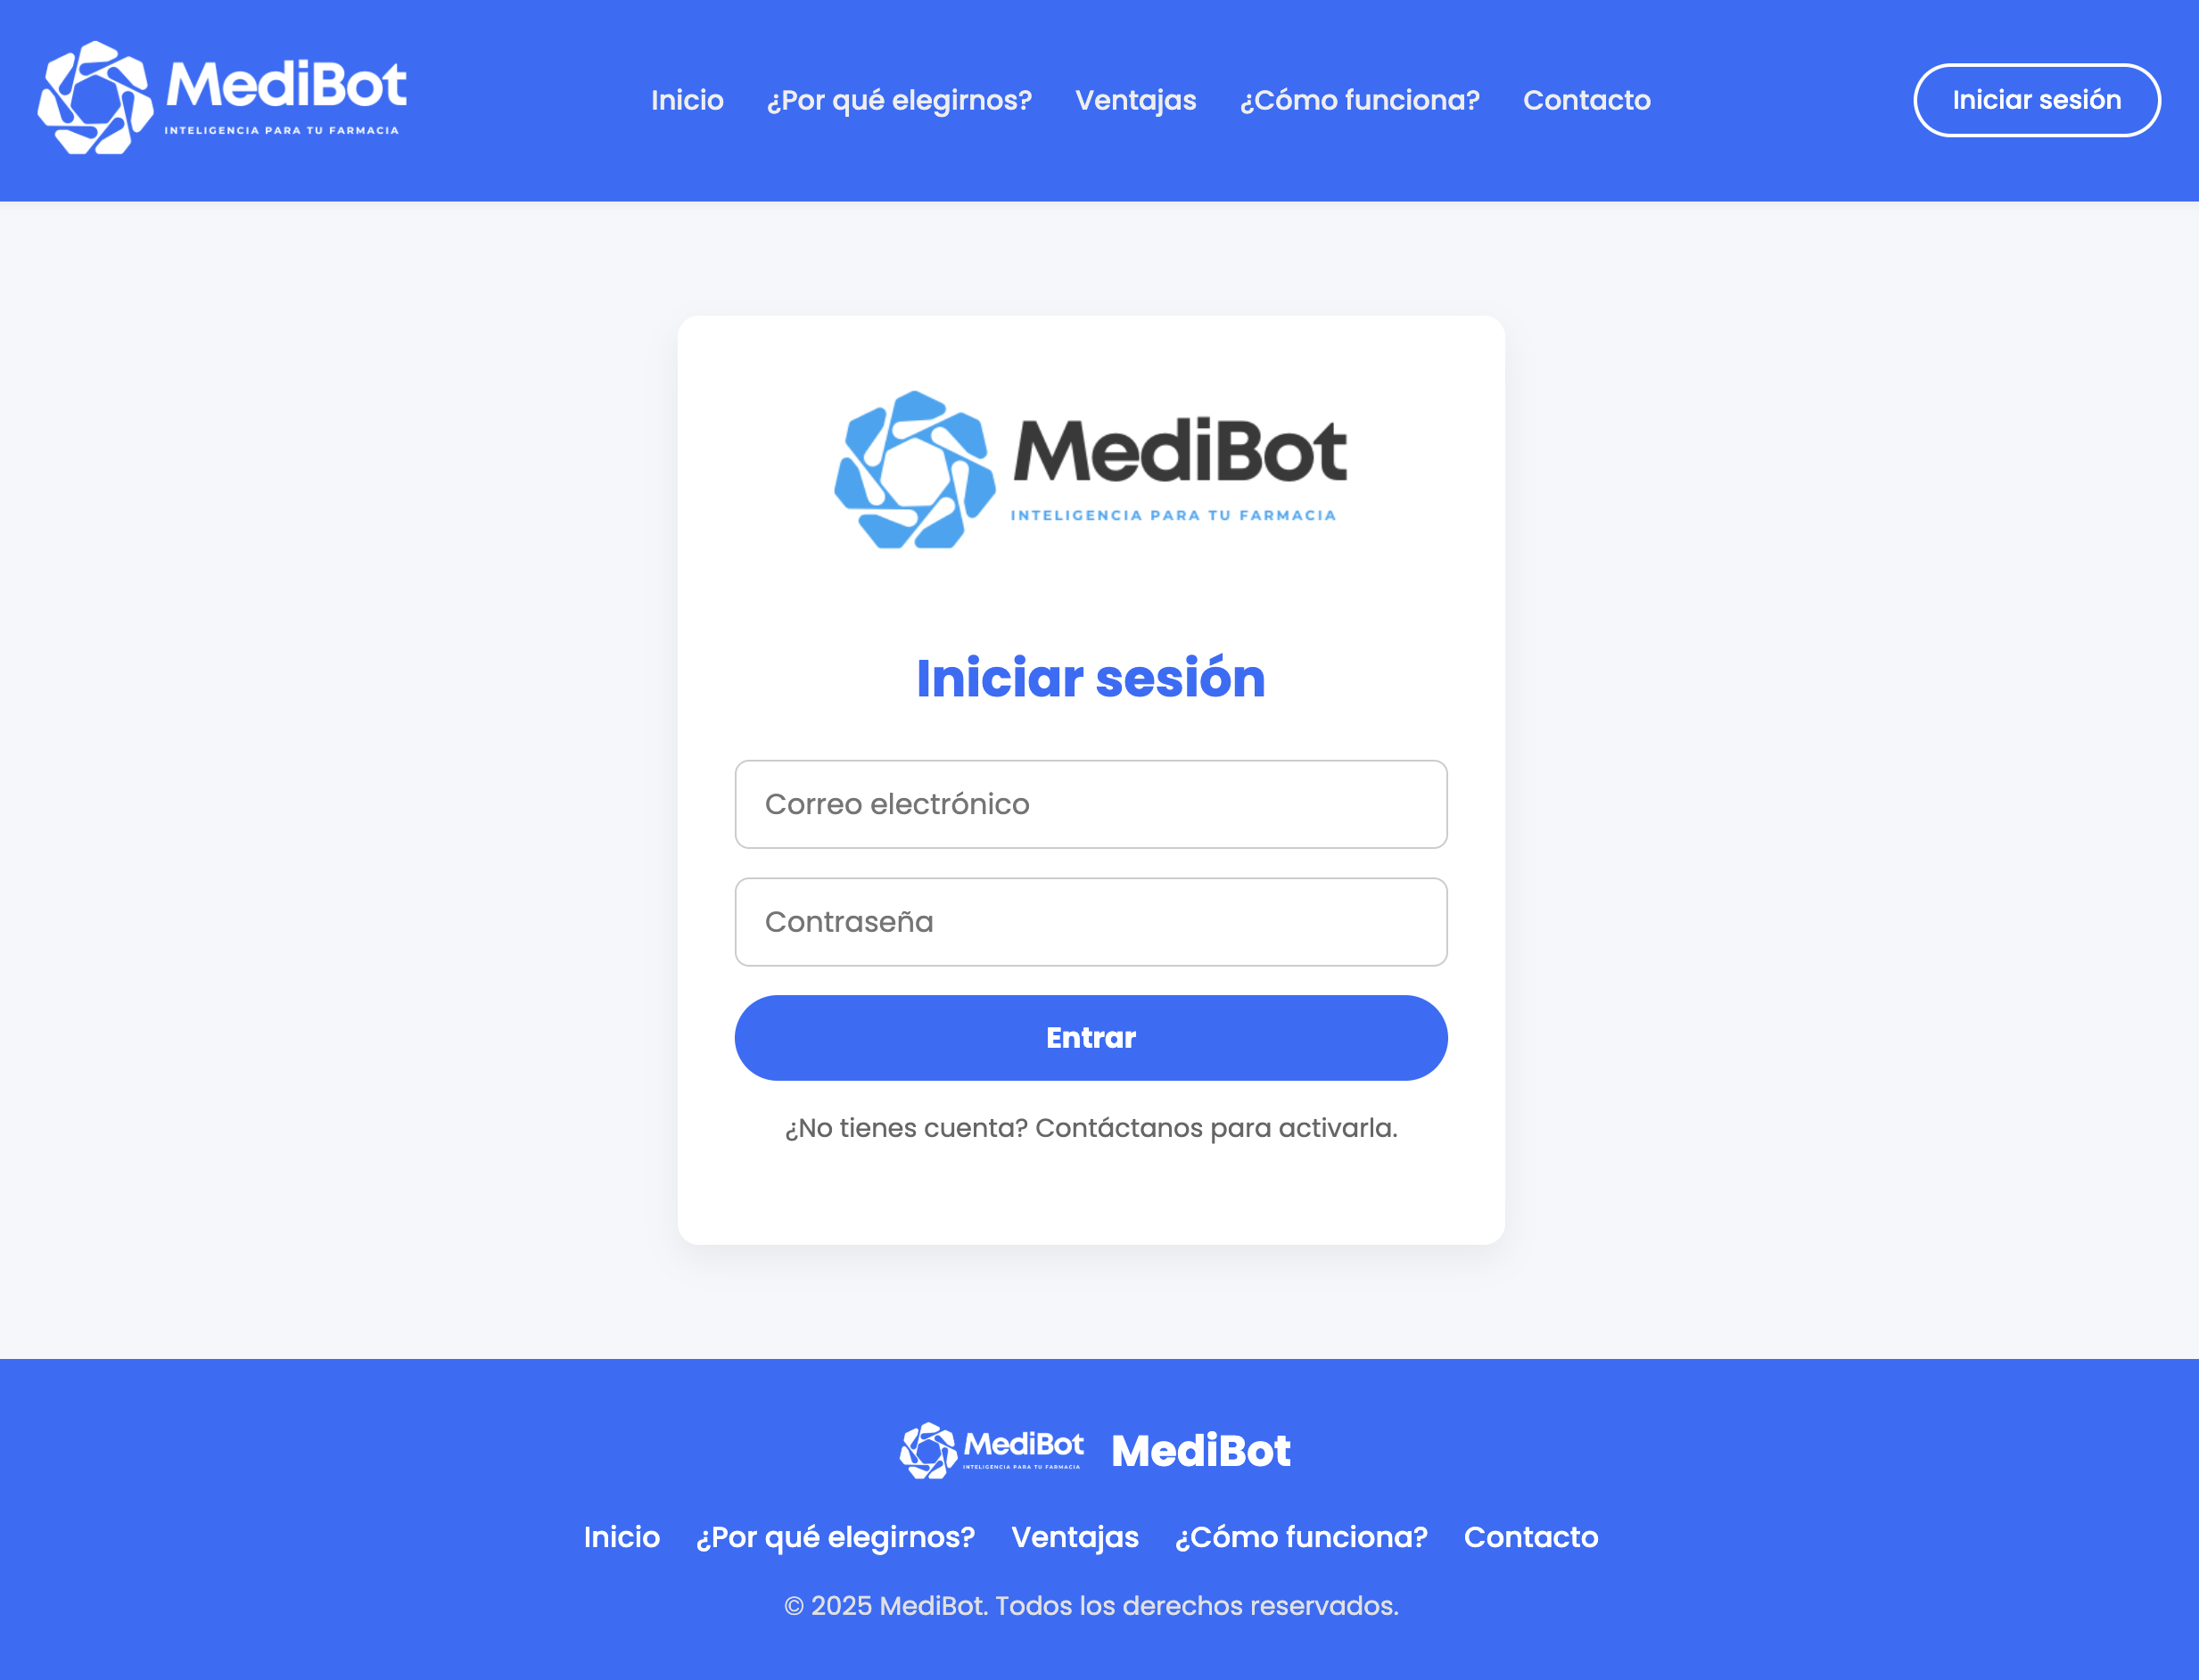 MediBot
INTELIGENCIA PARA TU FARMACIA
Inicio ¿Por qué elegirnos? Ventajas ¿Cómo funciona? Contacto
Iniciar sesión
MediBot
INTELIGENCIA PARA TU FARMACIA
Iniciar sesión
Correo electrónico
Contraseña
Entrar
¿No tienes cuenta? Contáctanos para activarla.
MediBot
INTELIGENCIA PARA TU FARMACIA
MediBot
Inicio ¿Por qué elegirnos? Ventajas ¿Cómo funciona? Contacto
© 2025 MediBot. Todos los derechos reservados.